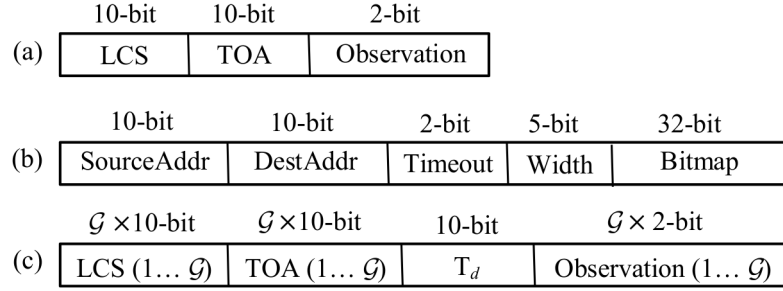 10-bit 10-bit 2-bit
(a) LCS TOA Observation
10-bit 10-bit 2-bit 5-bit 32-bit
(b) SourceAddr DestAddr Timeout Width Bitmap
𝒢 ×10-bit 𝒢 ×10-bit 10-bit 𝒢 × 2-bit
(c) LCS (1… 𝒢) TOA (1… 𝒢) T_d Observation (1… 𝒢)